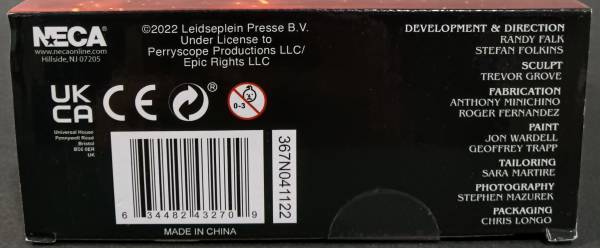 NECA
www.necaonline.com
Hillside, NJ 07205
©2022 Leidseplein Presse B.V.
Under License to
Perryscope Productions LLC/
Epic Rights LLC
UK
CA
CE
®
0-3
Universal House
Pennywell Road
Bristol
BS5 0ER
UK
6 34482 43270 9
MADE IN CHINA
367N041122
DEVELOPMENT & DIRECTION
RANDY FALK
STEFAN FOLKINS
SCULPT
TREVOR GROVE
FABRICATION
ANTHONY MINICHINO
ROGER FERNANDEZ
PAINT
JON WARDELL
GEOFFREY TRAPP
TAILORING
SARA MARTIRE
PHOTOGRAPHY
STEPHEN MAZUREK
PACKAGING
CHRIS LONGO